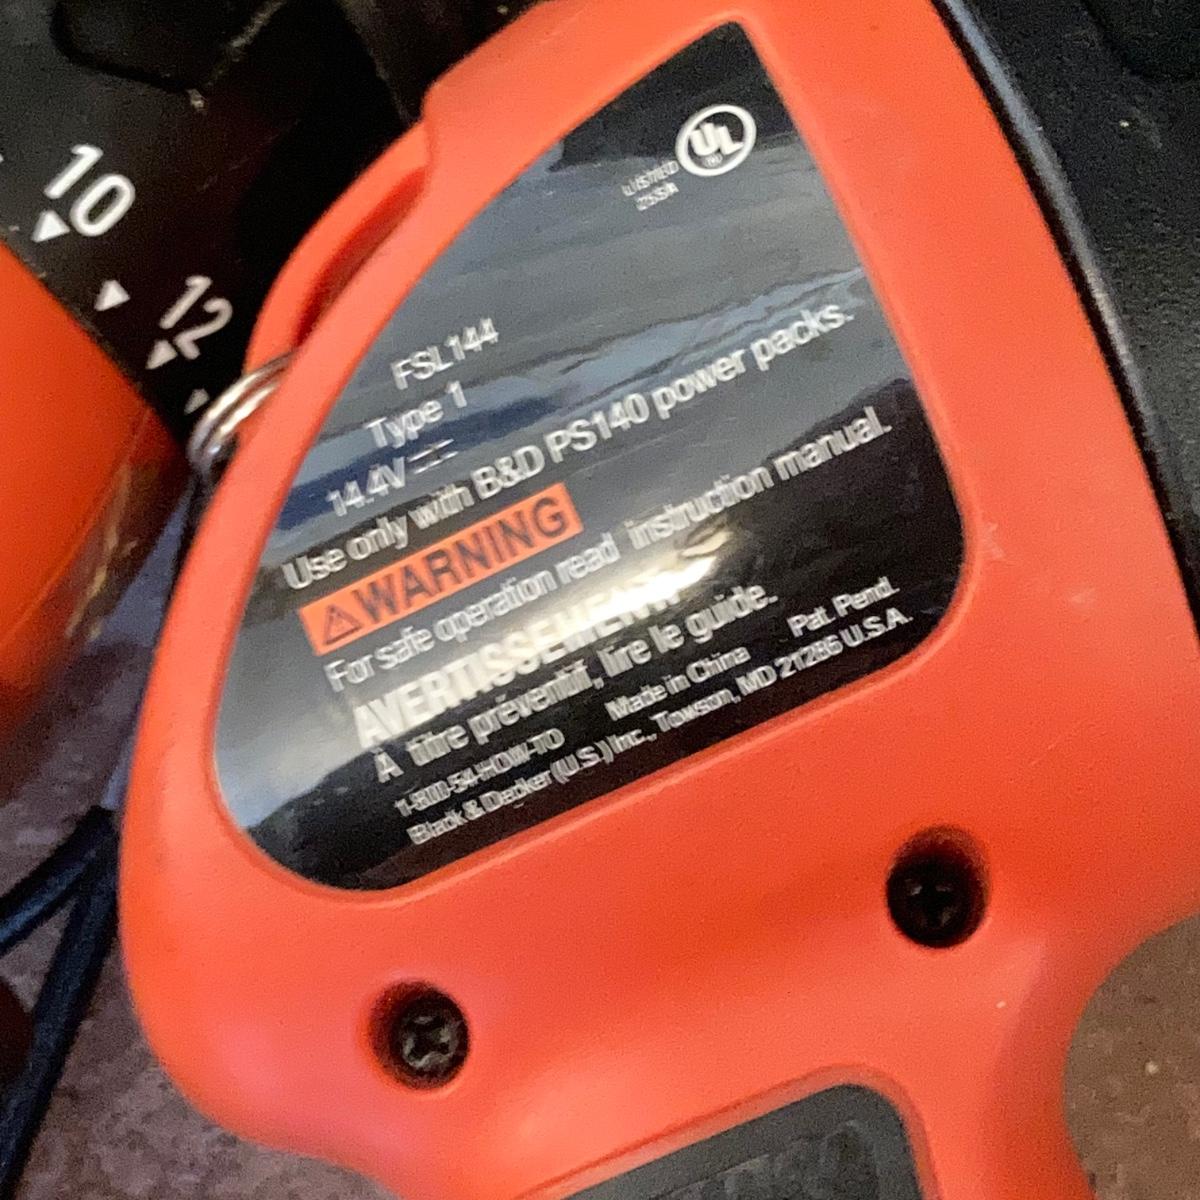 10
12
UL
LISTED
FSL144
Type 1
14.4V
Use only with B&D PS140 power packs.
⚠WARNING
For safe operation read instruction manual.
AVERTISSEMENT
À titre préventif, lire le guide.
1-800-54-HOW-TO Made in China Pat. Pend.
Black & Decker (U.S.) Inc., Towson, MD 21286 U.S.A.